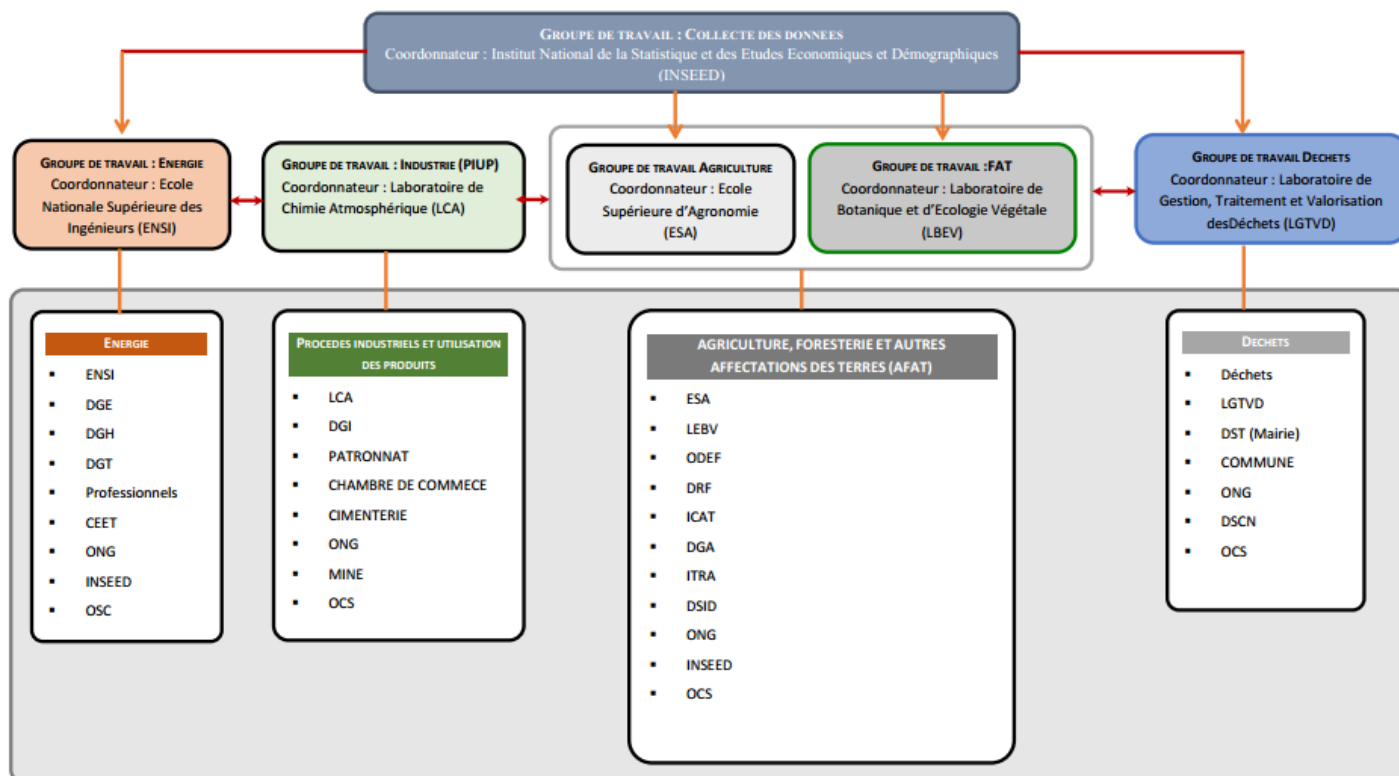 GROUPE DE TRAVAIL : COLLECTE DES DONNEES
Coordonnateur : Institut National de la Statistique et des Etudes Economiques et Démographiques
(INSEED)
GROUPE DE TRAVAIL : ENERGIE
Coordonnateur : Ecole
Nationale Supérieure des
Ingénieurs (ENSI)
GROUPE DE TRAVAIL : INDUSTRIE (PIUP)
Coordonnateur : Laboratoire de
Chimie Atmosphérique (LCA)
GROUPE DE TRAVAIL AGRICULTURE
Coordonnateur : Ecole
Supérieure d'Agronomie
(ESA)
GROUPE DE TRAVAIL :FAT
Coordonnateur : Laboratoire de
Botanique et d'Ecologie Végétale
(LBEV)
GROUPE DE TRAVAIL DECHETS
Coordonnateur : Laboratoire de
Gestion, Traitement et Valorisation
desDéchets (LGTVD)
ENERGIE
▪ ENSI
▪ DGE
▪ DGH
▪ DGT
▪ Professionnels
▪ CEET
▪ ONG
▪ INSEED
▪ OSC
PROCEDES INDUSTRIELS ET UTILISATION
DES PRODUITS
▪ LCA
▪ DGI
▪ PATRONNAT
▪ CHAMBRE DE COMMECE
▪ CIMENTERIE
▪ ONG
▪ MINE
▪ OCS
AGRICULTURE, FORESTERIE ET AUTRES
AFFECTATIONS DES TERRES (AFAT)
▪ ESA
▪ LEBV
▪ ODEF
▪ DRF
▪ ICAT
▪ DGA
▪ ITRA
▪ DSID
▪ ONG
▪ INSEED
▪ OCS
DECHETS
▪ Déchets
▪ LGTVD
▪ DST (Mairie)
▪ COMMUNE
▪ ONG
▪ DSCN
▪ OCS